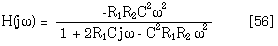 H(jω) = -R₁R₂C²ω² / (1 + 2R₁Cjω - C²R₁R₂ω²) [56]